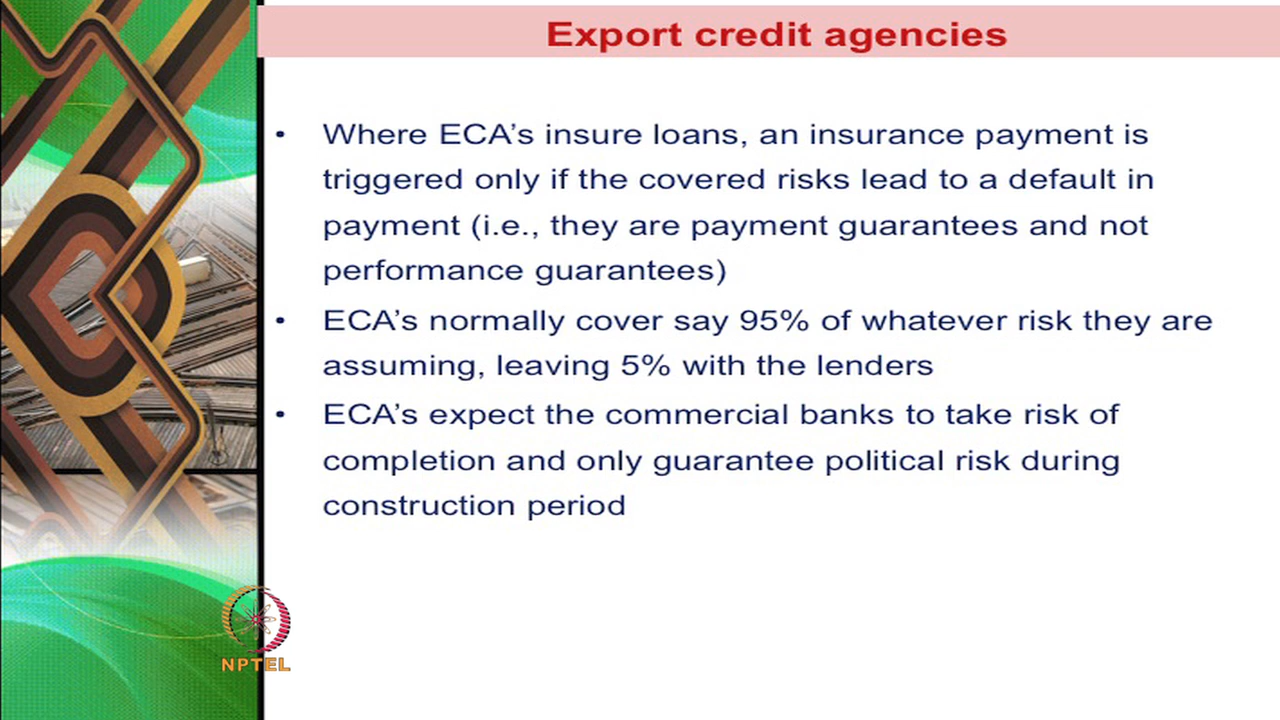 Export credit agencies
• Where ECA’s insure loans, an insurance payment is
triggered only if the covered risks lead to a default in
payment (i.e., they are payment guarantees and not
performance guarantees)
• ECA’s normally cover say 95% of whatever risk they are
assuming, leaving 5% with the lenders
• ECA’s expect the commercial banks to take risk of
completion and only guarantee political risk during
construction period
NPTEL